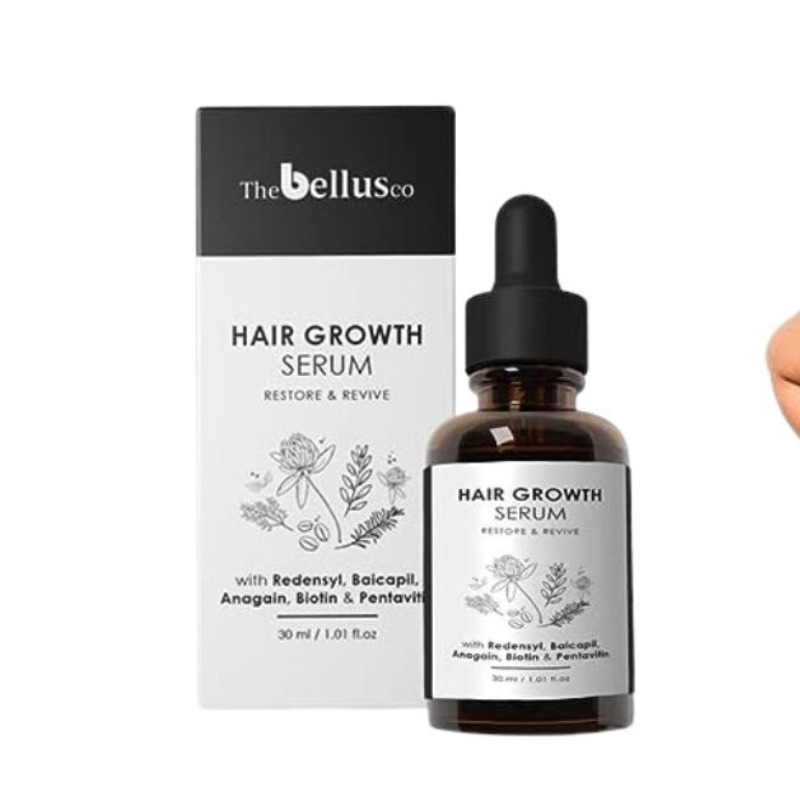 The bellus co
HAIR GROWTH
SERUM
RESTORE & REVIVE
with Redensyl, Baicapil,
Anagain, Biotin & Pentaviti
30 ml / 1.01 fl.oz
HAIR GROWTH
SERUM
RESTORE & REVIVE
with Redensyl, Baicapil,
Anagain, Biotin & Pentavitin
30 ml / 1.01 fl.oz